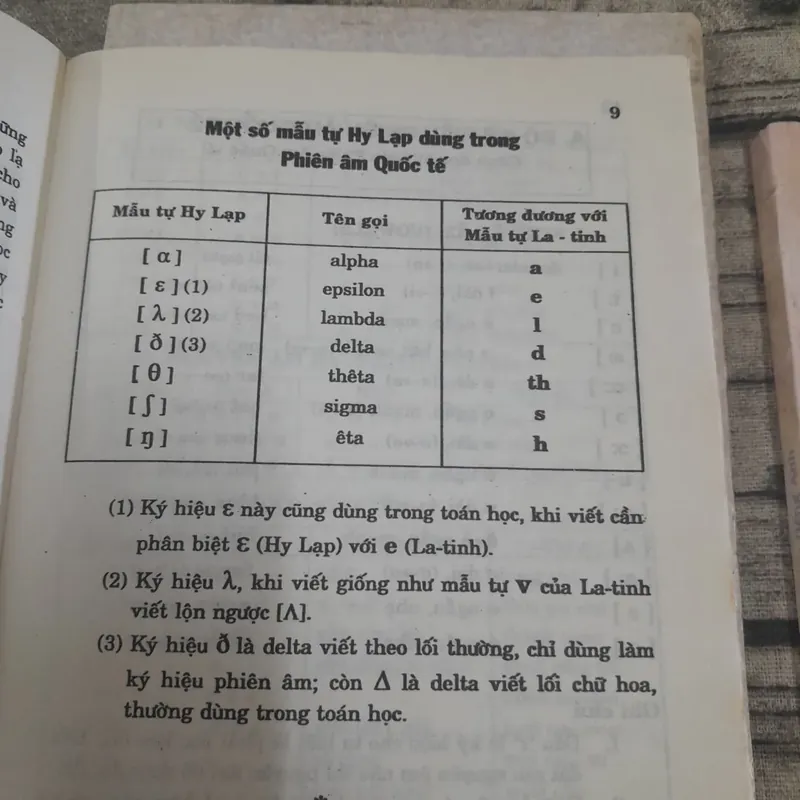 ững
cho
và
9
Một số mẫu tự Hy Lạp dùng trong
Phiên âm Quốc tế
Mẫu tự Hy Lạp Tên gọi Tương đương với
Mẫu tự La - tinh
[ α ] alpha a
[ ε ] (1) epsilon e
[ λ ] (2) lambda l
[ ð ] (3) delta d
[ θ ] thêta th
[ ʃ ] sigma s
[ ŋ ] êta h
(1) Ký hiệu ε này cũng dùng trong toán học, khi viết cần
phân biệt ε (Hy Lạp) với e (La-tinh).
(2) Ký hiệu λ, khi viết giống như mẫu tự v của La-tinh
viết lộn ngược [Λ].
(3) Ký hiệu ð là delta viết theo lối thường, chỉ dùng làm
ký hiệu phiên âm; còn Δ là delta viết lối chữ hoa,
thường dùng trong toán học.
*